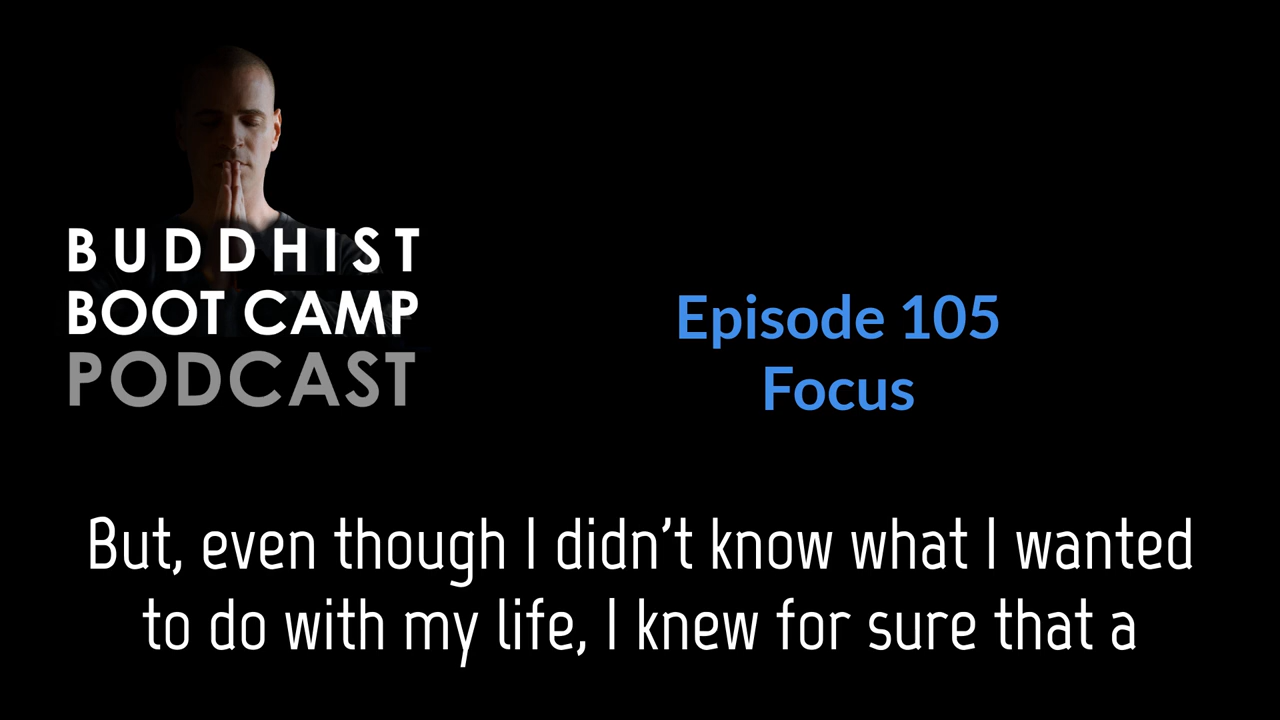 BUDDHIST
BOOT CAMP
PODCAST
Episode 105
Focus
But, even though I didn’t know what I wanted
to do with my life, I knew for sure that a